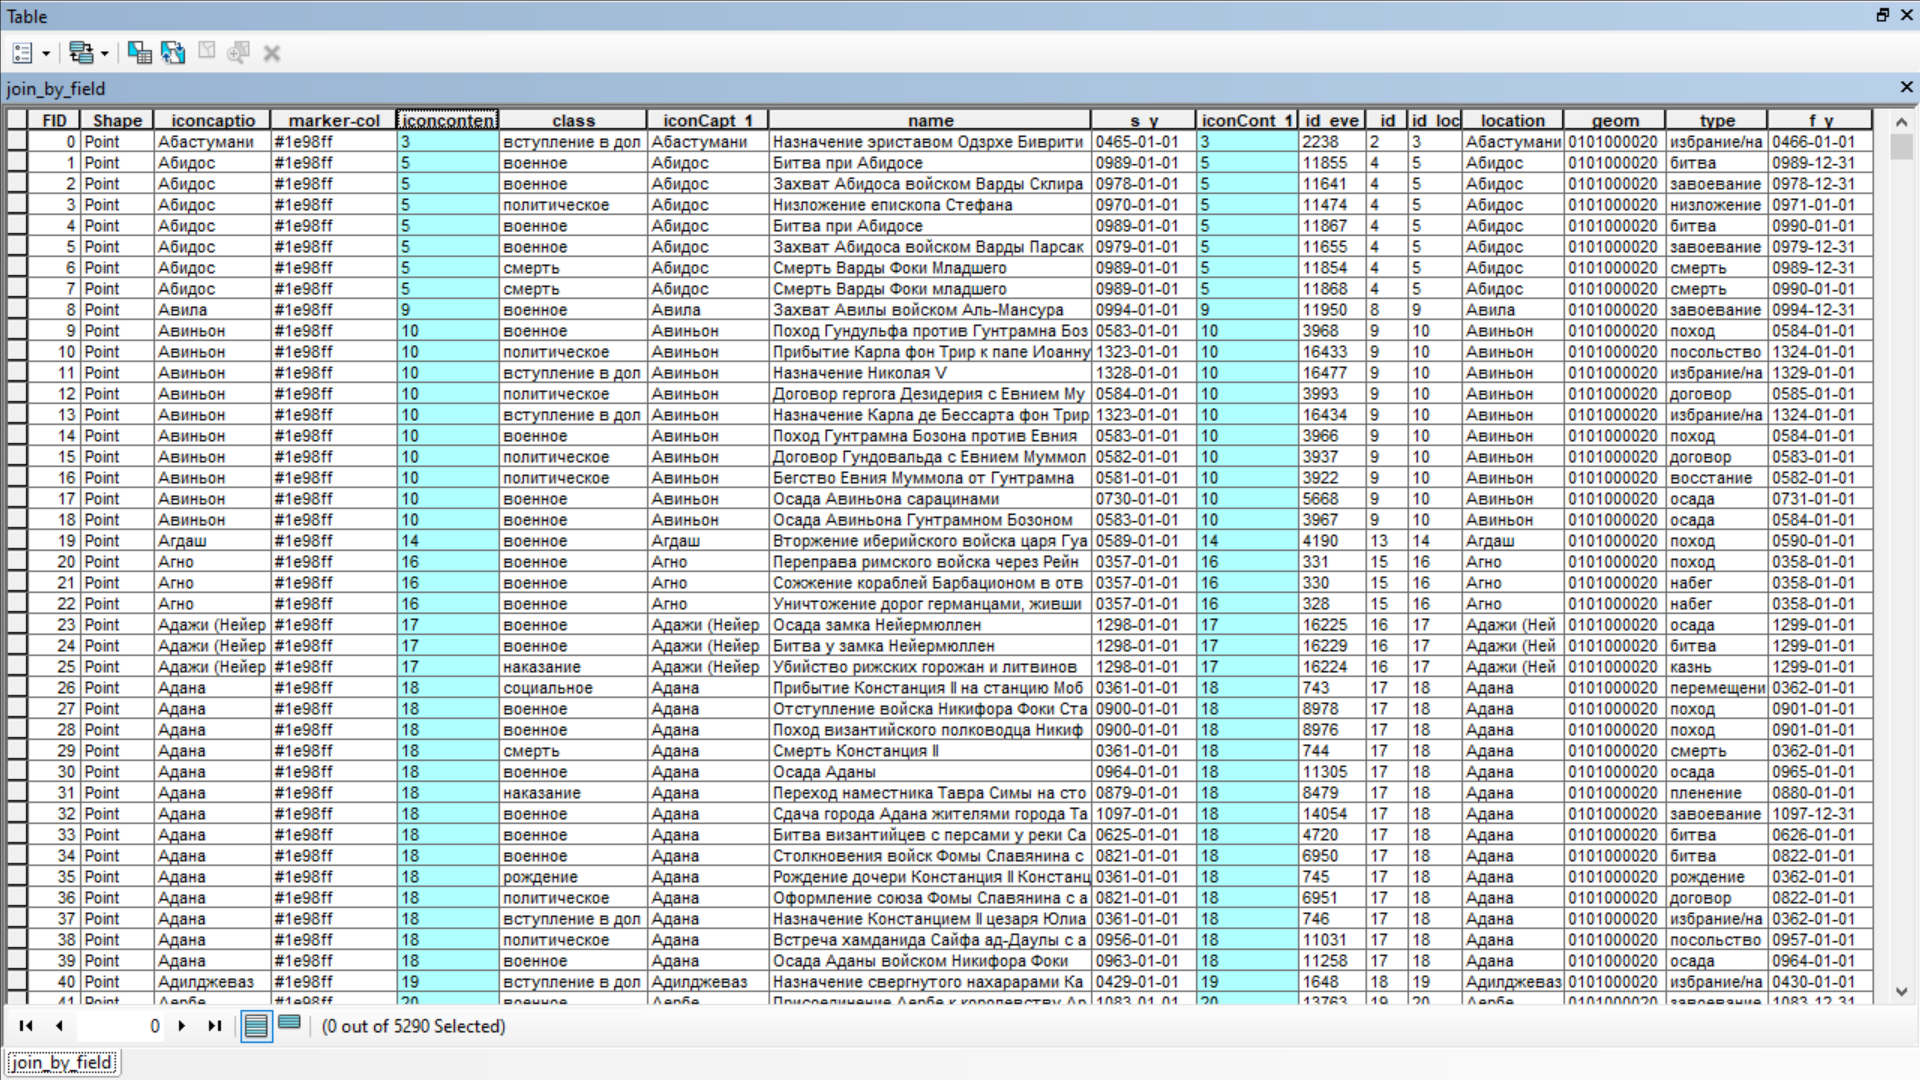 Table
join_by_field
FID Shape iconcaptio marker-col iconconten class iconCapt_1 name s_y iconCont_1 id_eve id id_loc location geom type f_y
0 Point Абастумани #1e98ff 3 вступление в дол Абастумани Назначение эриставом Одзрхе Биврити 0465-01-01 3 2238 2 3 Абастумани 0101000020 избрание/на 0466-01-01
1 Point Абидос #1e98ff 5 военное Абидос Битва при Абидосе 0989-01-01 5 11855 4 5 Абидос 0101000020 битва 0989-12-31
2 Point Абидос #1e98ff 5 военное Абидос Захват Абидоса войском Варды Склира 0978-01-01 5 11641 4 5 Абидос 0101000020 завоевание 0978-12-31
3 Point Абидос #1e98ff 5 политическое Абидос Низложение епископа Стефана 0970-01-01 5 11474 4 5 Абидос 0101000020 низложение 0971-01-01
4 Point Абидос #1e98ff 5 военное Абидос Битва при Абидосе 0989-01-01 5 11867 4 5 Абидос 0101000020 битва 0990-01-01
5 Point Абидос #1e98ff 5 военное Абидос Захват Абидоса войском Варды Парсак 0979-01-01 5 11655 4 5 Абидос 0101000020 завоевание 0979-12-31
6 Point Абидос #1e98ff 5 смерть Абидос Смерть Варды Фоки Младшего 0989-01-01 5 11854 4 5 Абидос 0101000020 смерть 0989-12-31
7 Point Абидос #1e98ff 5 смерть Абидос Смерть Варды Фоки младшего 0989-01-01 5 11868 4 5 Абидос 0101000020 смерть 0990-01-01
8 Point Авила #1e98ff 9 военное Авила Захват Авилы войском Аль-Мансура 0994-01-01 9 11950 8 9 Авила 0101000020 завоевание 0994-12-31
9 Point Авиньон #1e98ff 10 военное Авиньон Поход Гундульфа против Гунтрамна Боз 0583-01-01 10 3968 9 10 Авиньон 0101000020 поход 0584-01-01
10 Point Авиньон #1e98ff 10 политическое Авиньон Прибытие Карла фон Трир к папе Иоанну 1323-01-01 10 16433 9 10 Авиньон 0101000020 посольство 1324-01-01
11 Point Авиньон #1e98ff 10 вступление в дол Авиньон Назначение Николая V 1328-01-01 10 16477 9 10 Авиньон 0101000020 избрание/на 1329-01-01
12 Point Авиньон #1e98ff 10 политическое Авиньон Договор гергога Дезидерия с Евнием Му 0584-01-01 10 3993 9 10 Авиньон 0101000020 договор 0585-01-01
13 Point Авиньон #1e98ff 10 вступление в дол Авиньон Назначение Карла де Бессарта фон Трир 1323-01-01 10 16434 9 10 Авиньон 0101000020 избрание/на 1324-01-01
14 Point Авиньон #1e98ff 10 военное Авиньон Поход Гунтрамна Бозона против Евния 0583-01-01 10 3966 9 10 Авиньон 0101000020 поход 0584-01-01
15 Point Авиньон #1e98ff 10 политическое Авиньон Договор Гундовальда с Евнием Муммол 0582-01-01 10 3937 9 10 Авиньон 0101000020 договор 0583-01-01
16 Point Авиньон #1e98ff 10 политическое Авиньон Бегство Евния Муммола от Гунтрамна 0581-01-01 10 3922 9 10 Авиньон 0101000020 восстание 0582-01-01
17 Point Авиньон #1e98ff 10 военное Авиньон Осада Авиньона сарацинами 0730-01-01 10 5668 9 10 Авиньон 0101000020 осада 0731-01-01
18 Point Авиньон #1e98ff 10 военное Авиньон Осада Авиньона Гунтрамном Бозоном 0583-01-01 10 3967 9 10 Авиньон 0101000020 осада 0584-01-01
19 Point Агдаш #1e98ff 14 военное Агдаш Вторжение иберийского войска царя Гуа 0589-01-01 14 4190 13 14 Агдаш 0101000020 поход 0590-01-01
20 Point Агно #1e98ff 16 военное Агно Переправа римского войска через Рейн 0357-01-01 16 331 15 16 Агно 0101000020 поход 0358-01-01
21 Point Агно #1e98ff 16 военное Агно Сожжение кораблей Барбационом в отв 0357-01-01 16 330 15 16 Агно 0101000020 набег 0358-01-01
22 Point Агно #1e98ff 16 военное Агно Уничтожение дорог германцами, живши 0357-01-01 16 328 15 16 Агно 0101000020 набег 0358-01-01
23 Point Адажи (Нейер #1e98ff 17 военное Адажи (Нейер Осада замка Нейермюллен 1298-01-01 17 16225 16 17 Адажи (Ней 0101000020 осада 1299-01-01
24 Point Адажи (Нейер #1e98ff 17 военное Адажи (Нейер Битва у замка Нейермюллен 1298-01-01 17 16229 16 17 Адажи (Ней 0101000020 битва 1299-01-01
25 Point Адажи (Нейер #1e98ff 17 наказание Адажи (Нейер Убийство рижских горожан и литвинов 1298-01-01 17 16224 16 17 Адажи (Ней 0101000020 казнь 1299-01-01
26 Point Адана #1e98ff 18 социальное Адана Прибытие Констанция II на станцию Моб 0361-01-01 18 743 17 18 Адана 0101000020 перемещени 0362-01-01
27 Point Адана #1e98ff 18 военное Адана Отступление войска Никифора Фоки Ста 0900-01-01 18 8978 17 18 Адана 0101000020 поход 0901-01-01
28 Point Адана #1e98ff 18 военное Адана Поход византийского полководца Никиф 0900-01-01 18 8976 17 18 Адана 0101000020 поход 0901-01-01
29 Point Адана #1e98ff 18 смерть Адана Смерть Констанция II 0361-01-01 18 744 17 18 Адана 0101000020 смерть 0362-01-01
30 Point Адана #1e98ff 18 военное Адана Осада Аданы 0964-01-01 18 11305 17 18 Адана 0101000020 осада 0965-01-01
31 Point Адана #1e98ff 18 наказание Адана Переход наместника Тавра Симы на сто 0879-01-01 18 8479 17 18 Адана 0101000020 пленение 0880-01-01
32 Point Адана #1e98ff 18 военное Адана Сдача города Адана жителями города Та 1097-01-01 18 14054 17 18 Адана 0101000020 завоевание 1097-12-31
33 Point Адана #1e98ff 18 военное Адана Битва византийцев с персами у реки Са 0625-01-01 18 4720 17 18 Адана 0101000020 битва 0626-01-01
34 Point Адана #1e98ff 18 военное Адана Столкновения войск Фомы Славянина с 0821-01-01 18 6950 17 18 Адана 0101000020 битва 0822-01-01
35 Point Адана #1e98ff 18 рождение Адана Рождение дочери Констанция II Констанц 0361-01-01 18 745 17 18 Адана 0101000020 рождение 0362-01-01
36 Point Адана #1e98ff 18 политическое Адана Оформление союза Фомы Славянина с а 0821-01-01 18 6951 17 18 Адана 0101000020 договор 0822-01-01
37 Point Адана #1e98ff 18 вступление в дол Адана Назначение Констанцием II цезаря Юлиа 0361-01-01 18 746 17 18 Адана 0101000020 избрание/на 0362-01-01
38 Point Адана #1e98ff 18 политическое Адана Встреча хамданида Сайфа ад-Даулы с а 0956-01-01 18 11031 17 18 Адана 0101000020 посольство 0957-01-01
39 Point Адана #1e98ff 18 военное Адана Осада Аданы войском Никифора Фоки 0963-01-01 18 11258 17 18 Адана 0101000020 осада 0964-01-01
40 Point Адилджеваз #1e98ff 19 вступление в дол Адилджеваз Назначение свергнутого нахарарами Ка 0429-01-01 19 1648 18 19 Адилджеваз 0101000020 избрание/на 0430-01-01
41 Point Аербе #1e98ff 20 военное Аербе Присоединение Аербе к королевству Ар 1083-01-01 20 13763 19 20 Аербе 0101000020 завоевание 1083-12-31
0 (0 out of 5290 Selected)
join_by_field